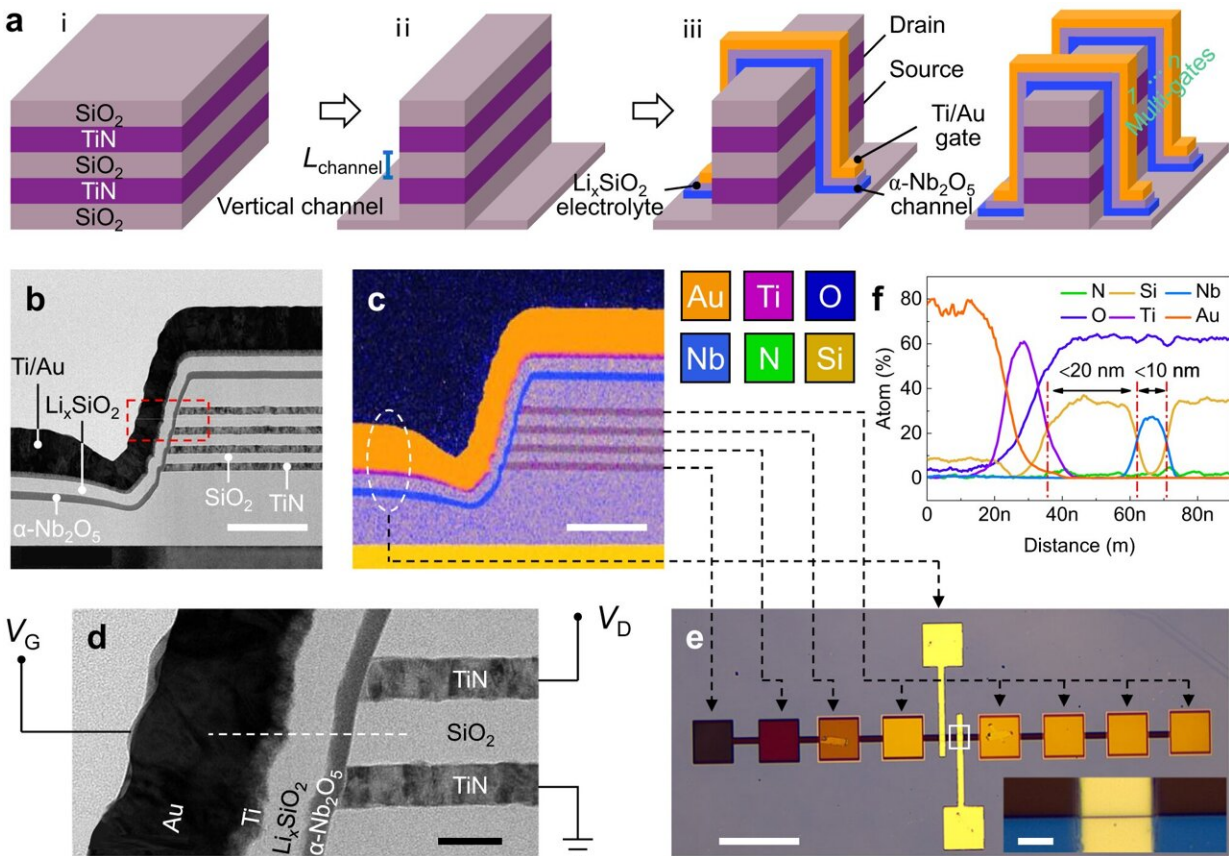 a
i
ii
iii
SiO2
TiN
SiO2
TiN
SiO2
Lchannel
Vertical channel
Drain
Source
Ti/Au
gate
LixSiO2
electrolyte
α-Nb2O5
channel
1 ... n
Multi-gates
b
Ti/Au
LixSiO2
SiO2
TiN
α-Nb2O5
c
Au
Ti
O
Nb
N
Si
f
N
Si
Nb
O
Ti
Au
<20 nm
<10 nm
Atom (%)
80
60
40
20
0
0
20n
40n
60n
80n
Distance (m)
VG
d
VD
TiN
SiO2
TiN
Au
Ti
LixSiO2
α-Nb2O5
e